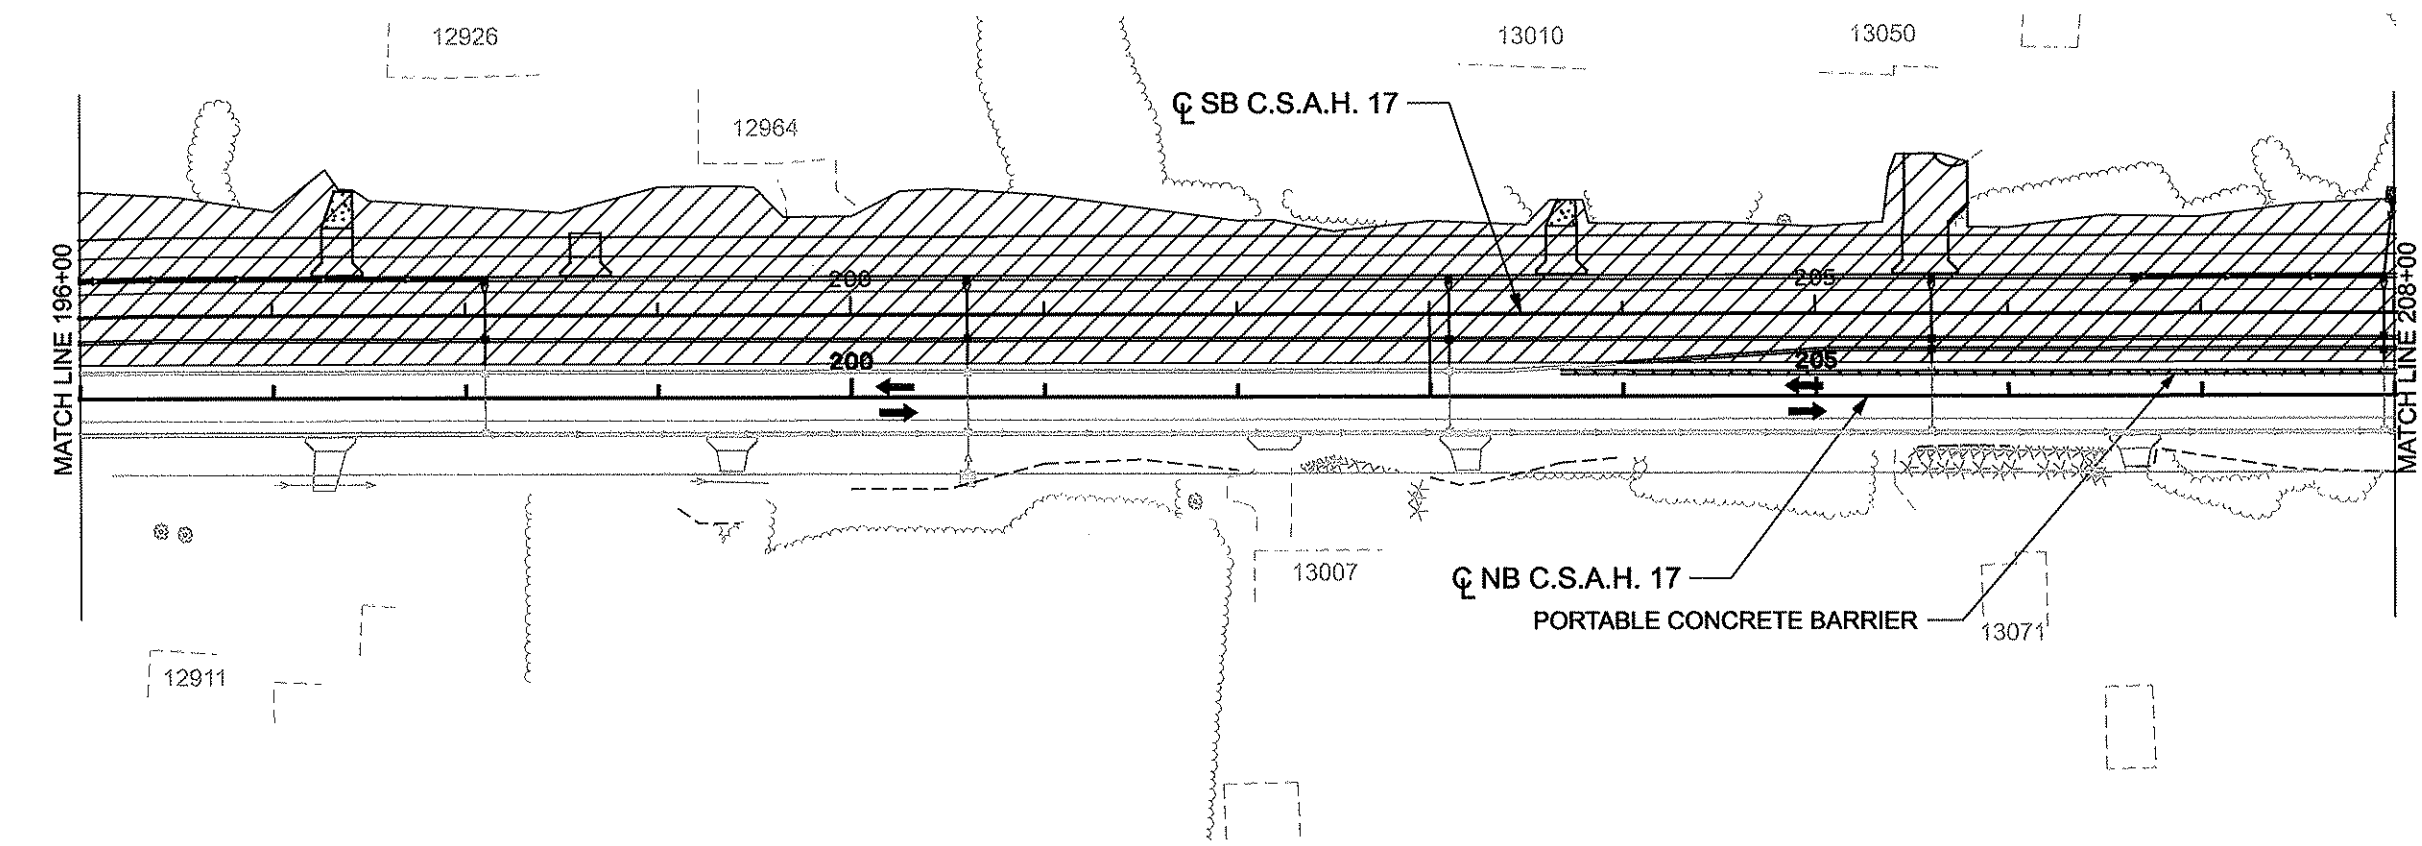 12926
13010
13050
℄ SB C.S.A.H. 17
12964
MATCH LINE 196+00
MATCH LINE 208+00
200
205
200
205
13007
℄ NB C.S.A.H. 17
PORTABLE CONCRETE BARRIER
13071
12911